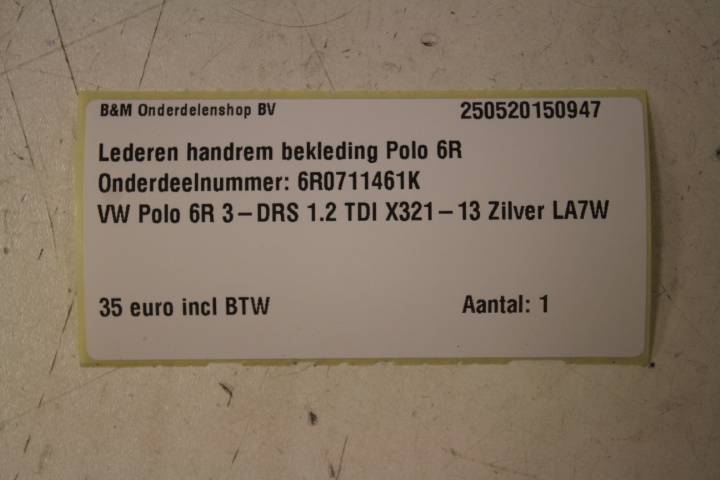 B&M Onderdelenshop BV 250520150947
Lederen handrem bekleding Polo 6R
Onderdeelnummer: 6R0711461K
VW Polo 6R 3-DRS 1.2 TDI X321-13 Zilver LA7W
35 euro incl BTW Aantal: 1